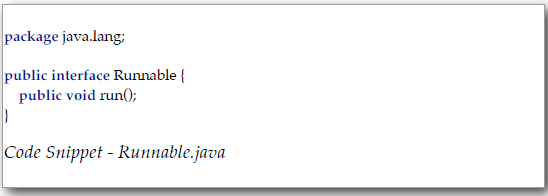 package java.lang;
public interface Runnable {
public void run();
}
Code Snippet - Runnable.java